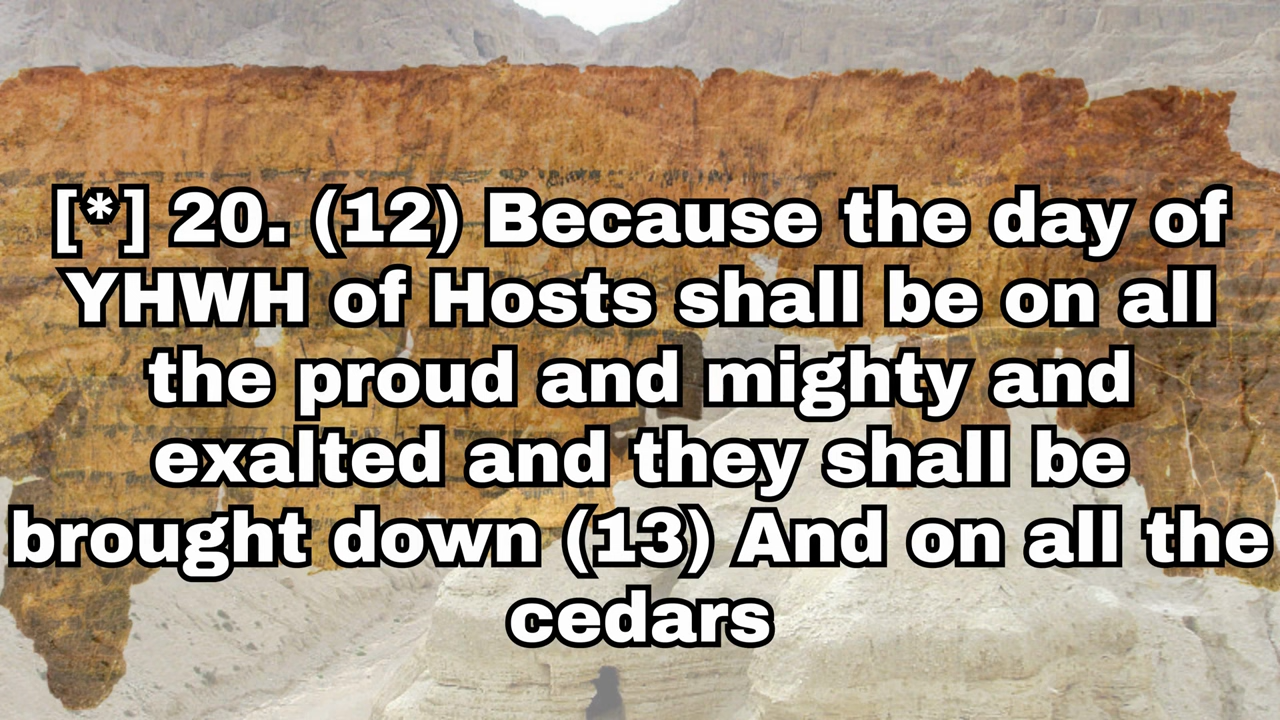 [*] 20. (12) Because the day of
YHWH of Hosts shall be on all
the proud and mighty and
exalted and they shall be
brought down (13) And on all the
cedars